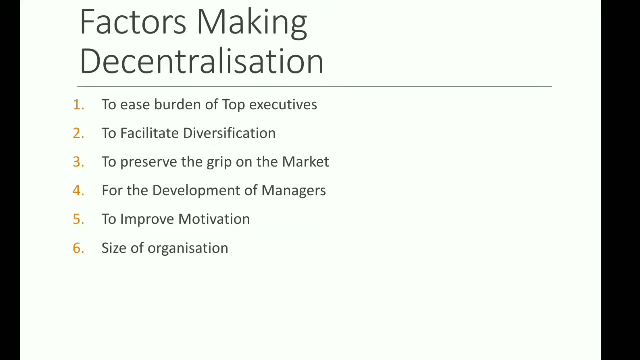 Factors Making
Decentralisation
1. To ease burden of Top executives
2. To Facilitate Diversification
3. To preserve the grip on the Market
4. For the Development of Managers
5. To Improve Motivation
6. Size of organisation